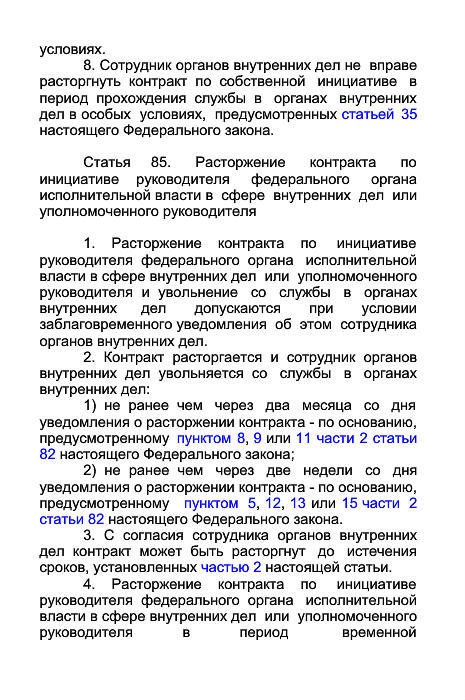 условиях.
8. Сотрудник органов внутренних дел не вправе
расторгнуть контракт по собственной инициативе в
период прохождения службы в органах внутренних
дел в особых условиях, предусмотренных статьей 35
настоящего Федерального закона.
Статья 85. Расторжение контракта по
инициативе руководителя федерального органа
исполнительной власти в сфере внутренних дел или
уполномоченного руководителя
1. Расторжение контракта по инициативе
руководителя федерального органа исполнительной
власти в сфере внутренних дел или уполномоченного
руководителя и увольнение со службы в органах
внутренних дел допускаются при условии
заблаговременного уведомления об этом сотрудника
органов внутренних дел.
2. Контракт расторгается и сотрудник органов
внутренних дел увольняется со службы в органах
внутренних дел:
1) не ранее чем через два месяца со дня
уведомления о расторжении контракта - по основанию,
предусмотренному пунктом 8, 9 или 11 части 2 статьи
82 настоящего Федерального закона;
2) не ранее чем через две недели со дня
уведомления о расторжении контракта - по основанию,
предусмотренному пунктом 5, 12, 13 или 15 части 2
статьи 82 настоящего Федерального закона.
3. С согласия сотрудника органов внутренних
дел контракт может быть расторгнут до истечения
сроков, установленных частью 2 настоящей статьи.
4. Расторжение контракта по инициативе
руководителя федерального органа исполнительной
власти в сфере внутренних дел или уполномоченного
руководителя в период временной